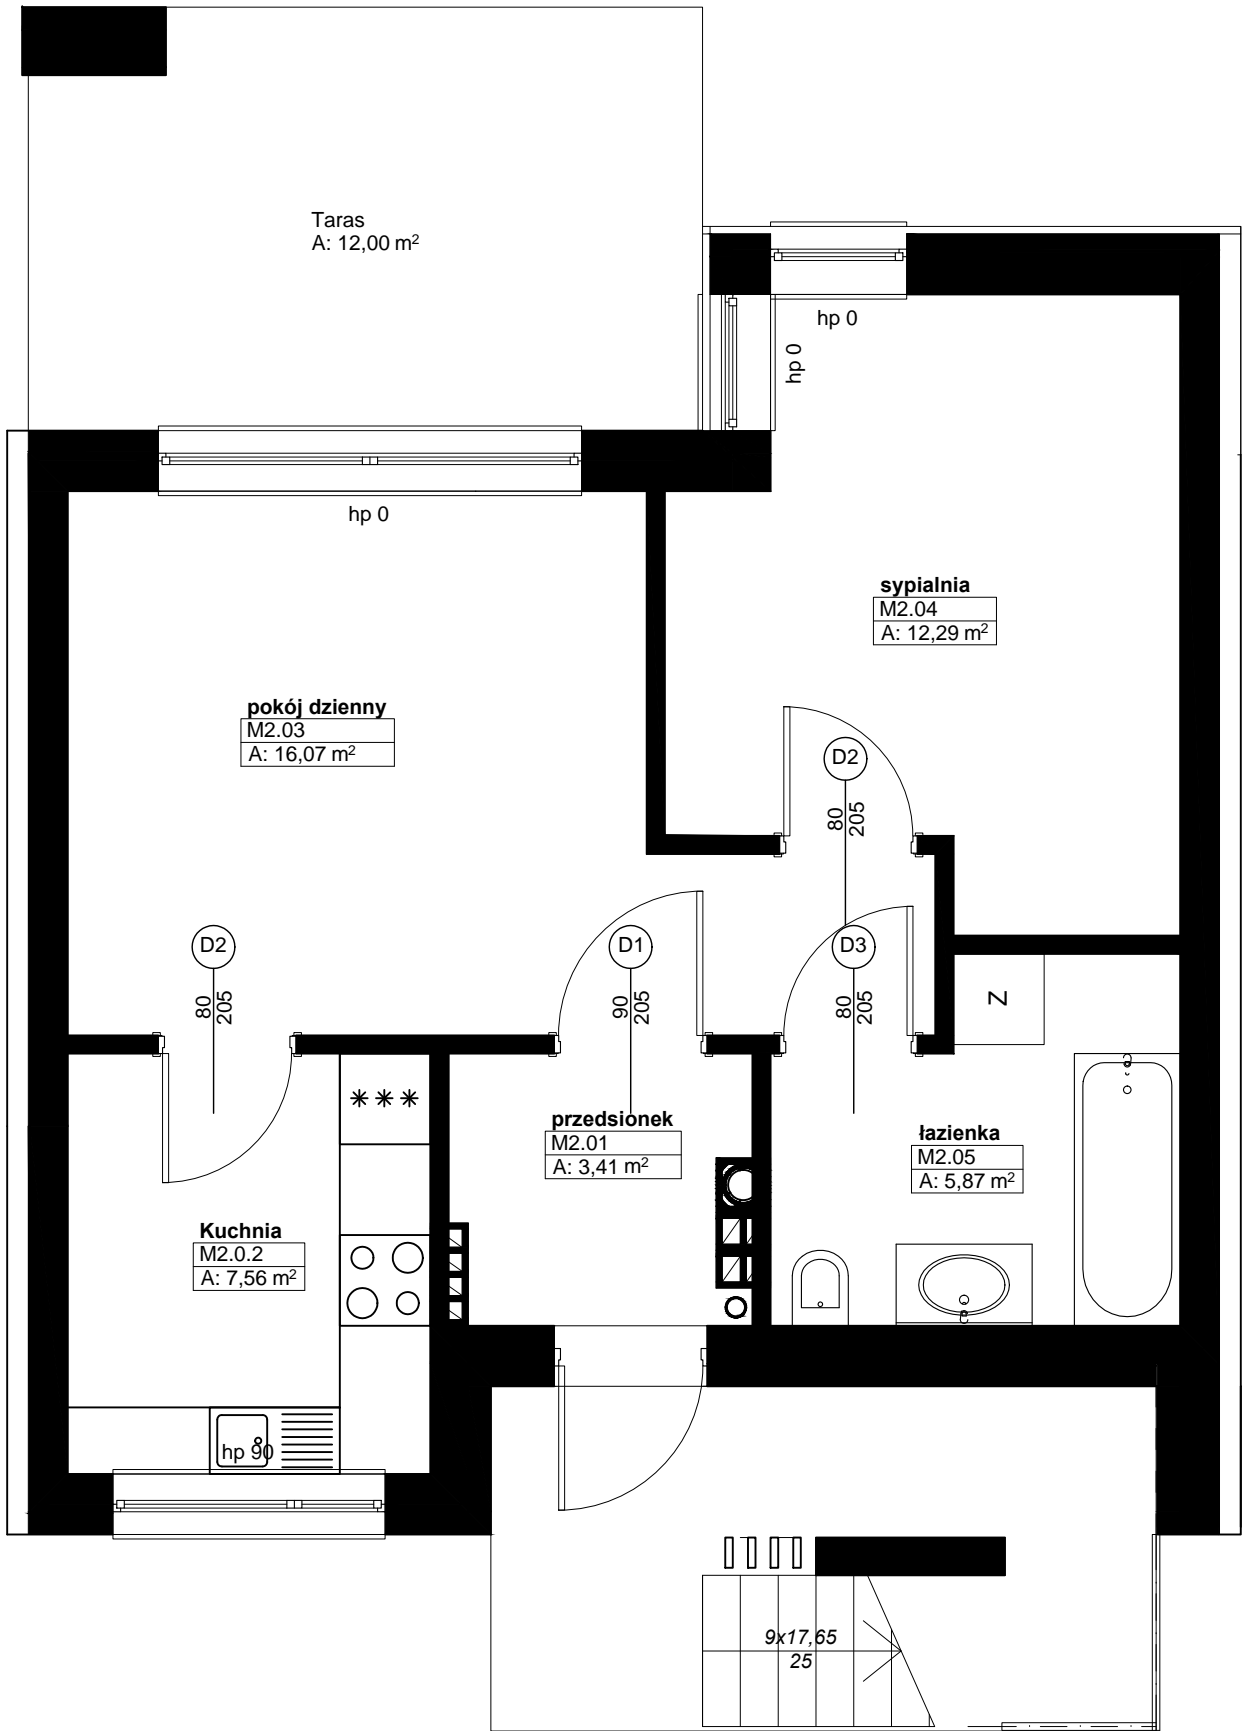 Taras
A: 12,00 m²
hp 0
hp 0
hp 0
sypialnia
M2.04
A: 12,29 m²
pokój dzienny
M2.03
A: 16,07 m²
D2
80
205
D2
80
205
D1
90
205
D3
80
205
Z
przedsionek
M2.01
A: 3,41 m²
łazienka
M2.05
A: 5,87 m²
Kuchnia
M2.0.2
A: 7,56 m²
hp 90
9x17,65
25